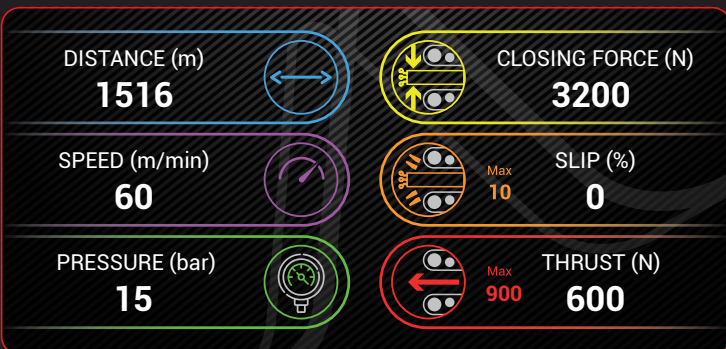 DISTANCE (m)
1516
CLOSING FORCE (N)
3200
SPEED (m/min)
60
Max
10
SLIP (%)
0
PRESSURE (bar)
15
Max
900
THRUST (N)
600